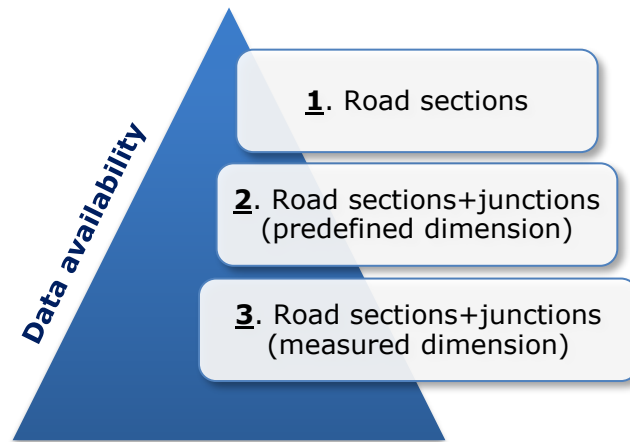 Data availability
1. Road sections
2. Road sections+junctions
(predefined dimension)
3. Road sections+junctions
(measured dimension)